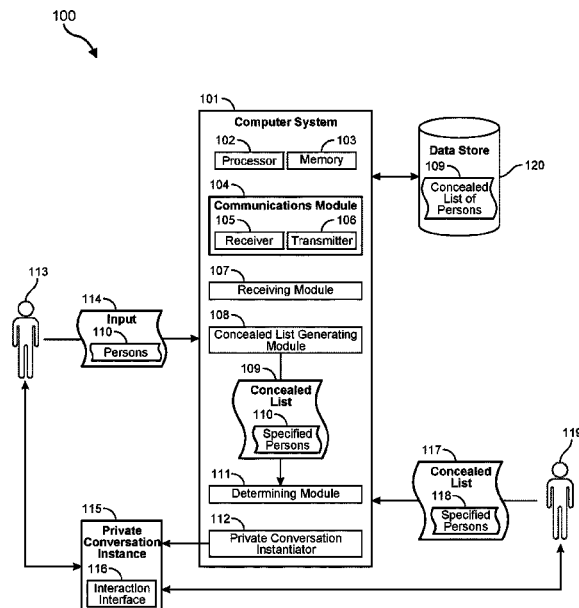 100
101
Computer System
102
103
Processor
Memory
104
Communications Module
105
106
Receiver
Transmitter
107
Receiving Module
108
Concealed List Generating
Module
109
Concealed
List
110
Specified
Persons
111
Determining Module
112
Private Conversation
Instantiator
Data Store
109
Concealed
List of
Persons
120
113
114
Input
110
Persons
115
Private
Conversation
Instance
116
Interaction
Interface
117
Concealed
List
118
Specified
Persons
119